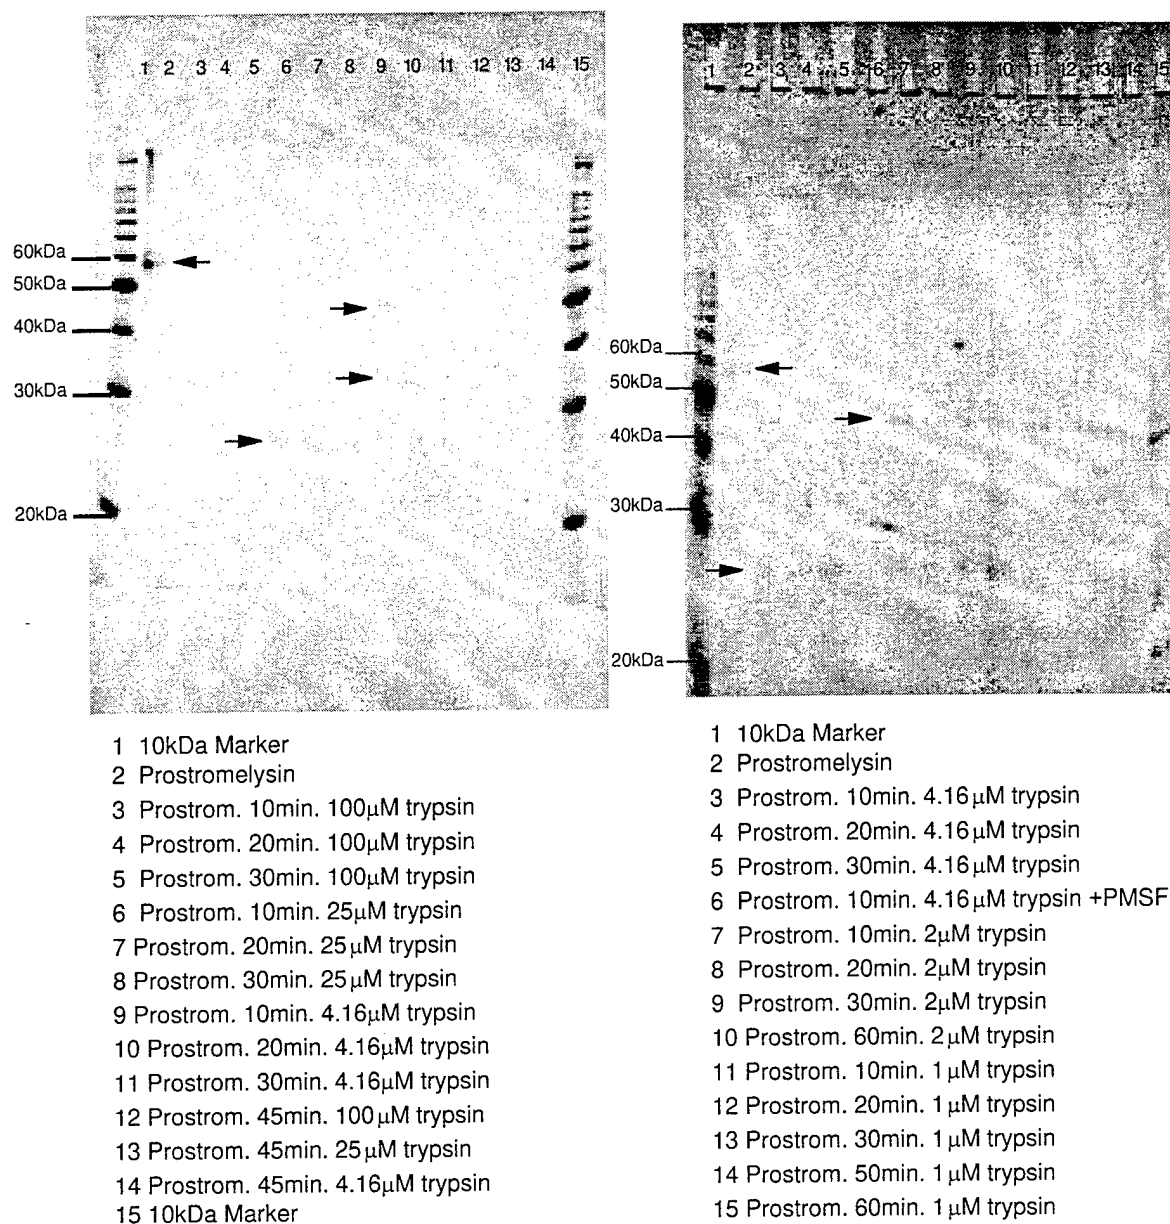 1 2 3 4 5 6 7 8 9 10 11 12 13 14 15
60kDa
50kDa
40kDa
30kDa
20kDa
1 10kDa Marker
2 Prostromelysin
3 Prostrom. 10min. 100µM trypsin
4 Prostrom. 20min. 100µM trypsin
5 Prostrom. 30min. 100µM trypsin
6 Prostrom. 10min. 25µM trypsin
7 Prostrom. 20min. 25µM trypsin
8 Prostrom. 30min. 25µM trypsin
9 Prostrom. 10min. 4.16µM trypsin
10 Prostrom. 20min. 4.16µM trypsin
11 Prostrom. 30min. 4.16µM trypsin
12 Prostrom. 45min. 100µM trypsin
13 Prostrom. 45min. 25µM trypsin
14 Prostrom. 45min. 4.16µM trypsin
15 10kDa Marker
1 2 3 4 5 6 7 8 9 10 11 12 13 14 15
60kDa
50kDa
40kDa
30kDa
20kDa
1 10kDa Marker
2 Prostromelysin
3 Prostrom. 10min. 4.16µM trypsin
4 Prostrom. 20min. 4.16µM trypsin
5 Prostrom. 30min. 4.16µM trypsin
6 Prostrom. 10min. 4.16µM trypsin +PMSF
7 Prostrom. 10min. 2µM trypsin
8 Prostrom. 20min. 2µM trypsin
9 Prostrom. 30min. 2µM trypsin
10 Prostrom. 60min. 2µM trypsin
11 Prostrom. 10min. 1µM trypsin
12 Prostrom. 20min. 1µM trypsin
13 Prostrom. 30min. 1µM trypsin
14 Prostrom. 50min. 1µM trypsin
15 Prostrom. 60min. 1µM trypsin